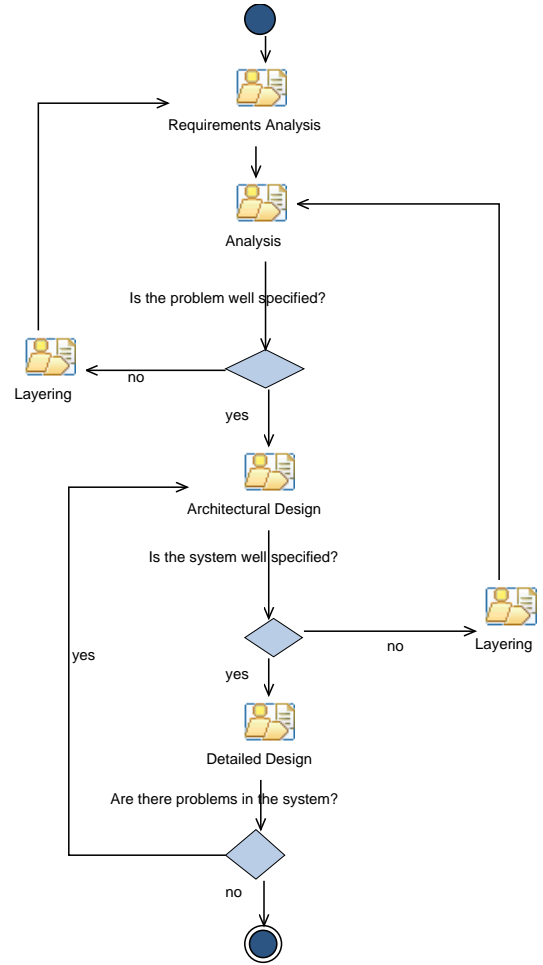 Requirements Analysis
Analysis
Is the problem well specified?
no
Layering
yes
Architectural Design
Is the system well specified?
no
Layering
yes
yes
Detailed Design
Are there problems in the system?
no